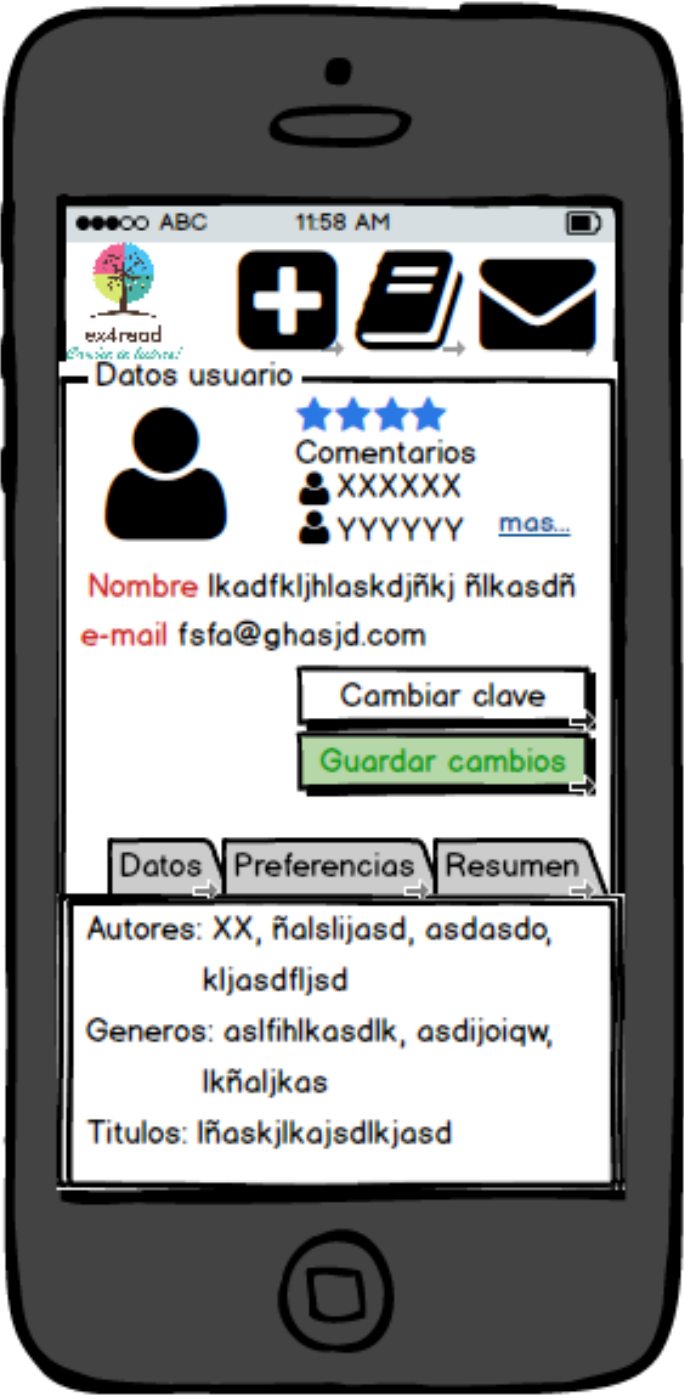 ABC 11:58 AM
ex4read
Datos usuario
Comentarios
XXXXXX
YYYYYY mas...
Nombre lkadfkljhlaskdjñkj ñlkasdñ
e-mail fsfa@ghasjd.com
Cambiar clave
Guardar cambios
Datos Preferencias Resumen
Autores: XX, ñalslijasd, asdasdo,
kljasdfljsd
Generos: aslfihlkasdlk, asdijoiqw,
lkñaljkas
Titulos: lñaskjlkajsdlkjasd